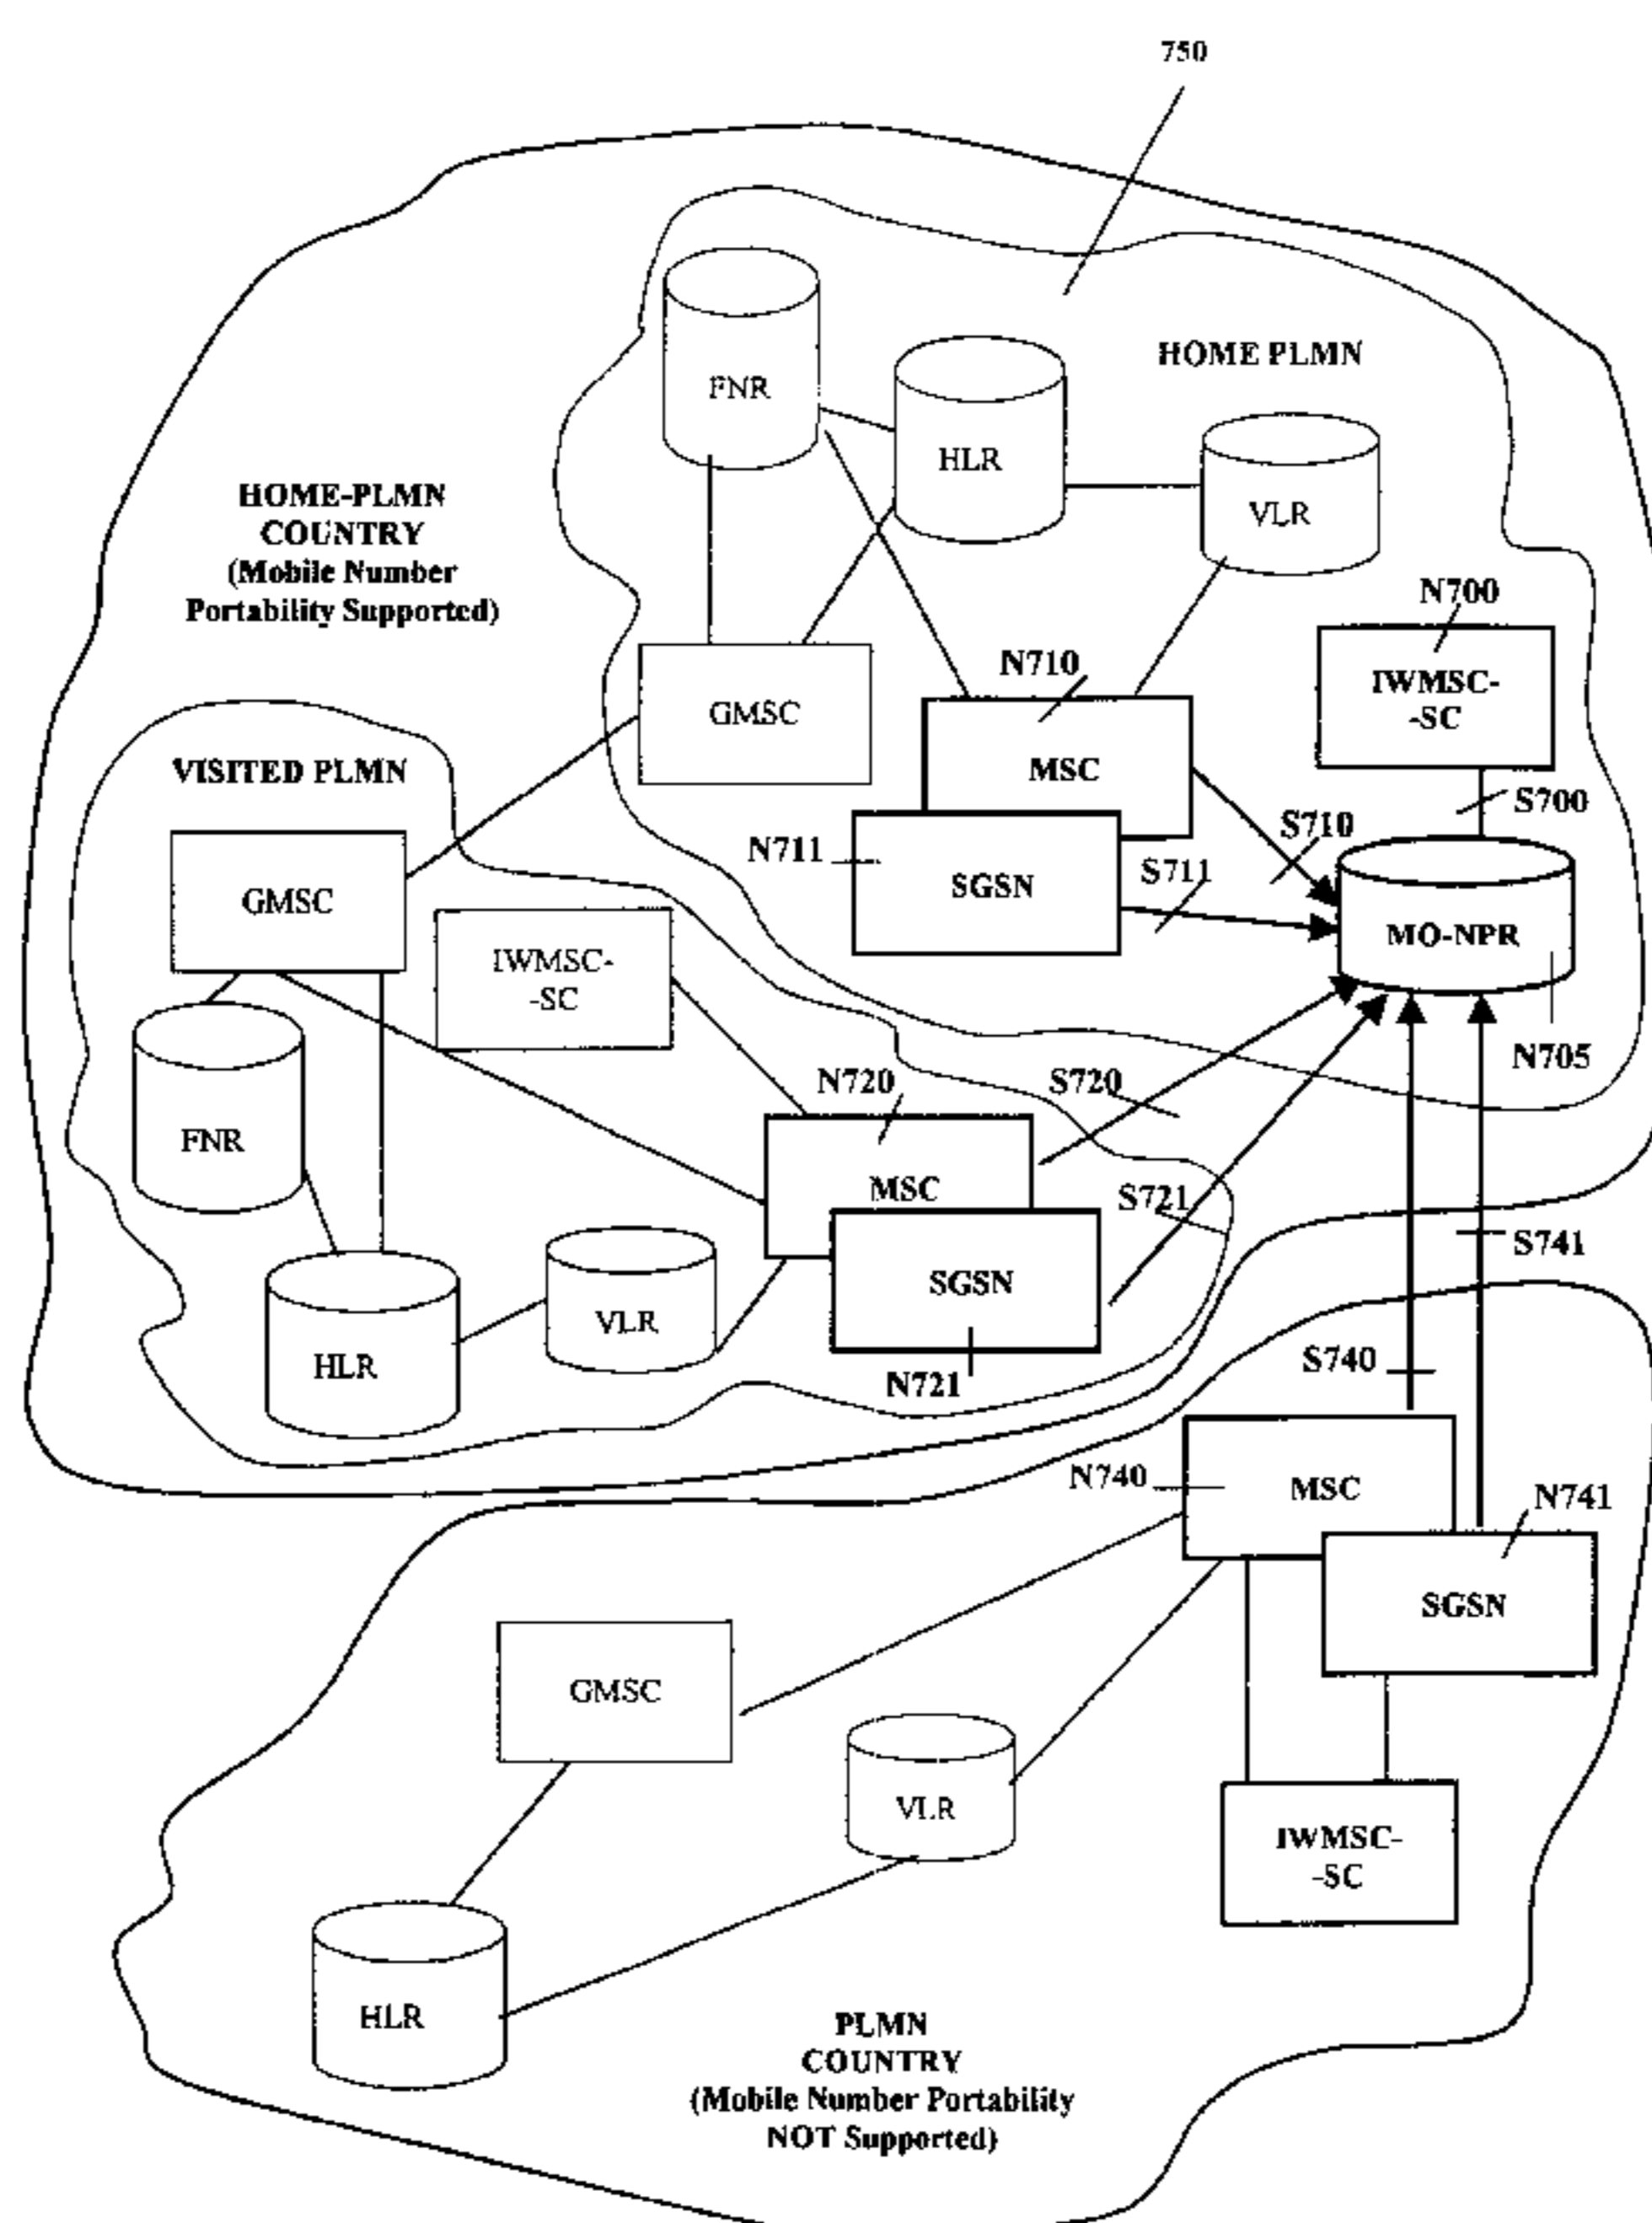 750
FNR
HOME PLMN
HLR
VLR
HOME-PLMN
COUNTRY
(Mobile Number
Portability Supported)
N700
IWMSC-
-SC
N710
GMSC
MSC
S700
VISITED PLMN
N711
S710
S711
SGSN
GMSC
MO-NPR
IWMSC-
-SC
N705
N720
S720
FNR
MSC
S721
S741
SGSN
VLR
HLR
N721
S740
N740
MSC
N741
SGSN
GMSC
VLR
IWMSC-
-SC
HLR
PLMN
COUNTRY
(Mobile Number Portability
NOT Supported)